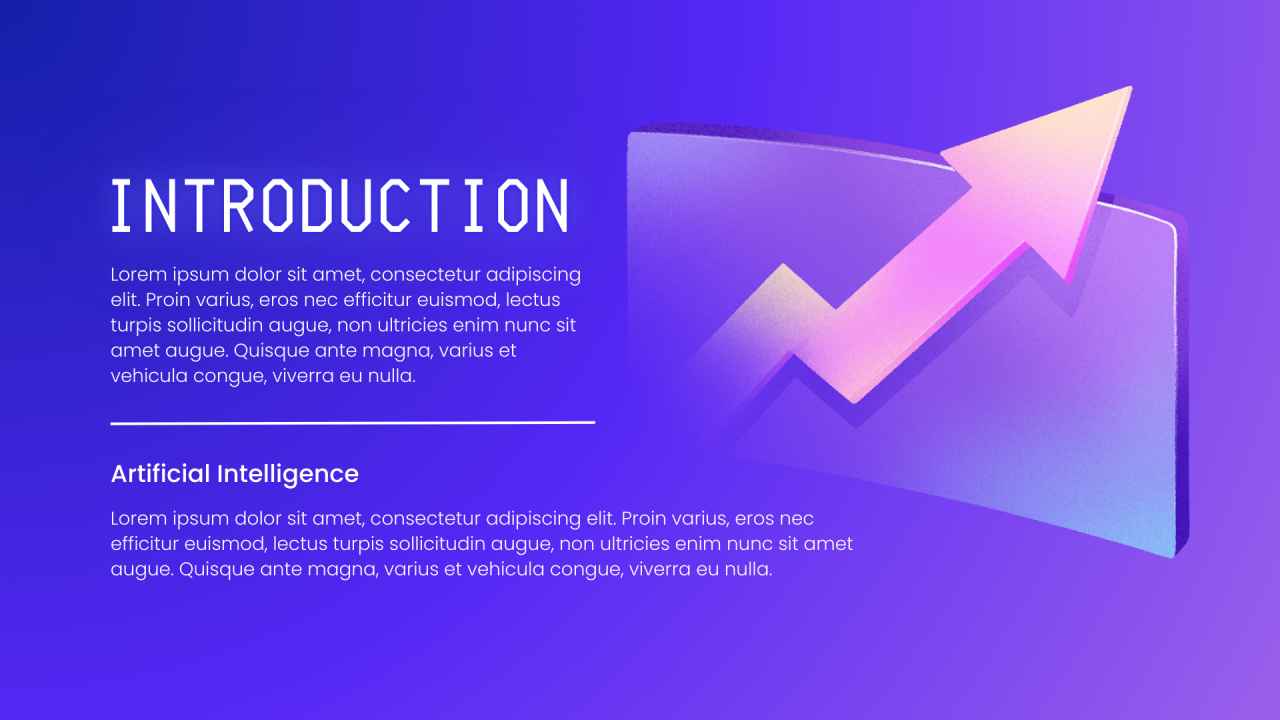 INTRODUCTION
Lorem ipsum dolor sit amet, consectetur adipiscing
elit. Proin varius, eros nec efficitur euismod, lectus
turpis sollicitudin augue, non ultricies enim nunc sit
amet augue. Quisque ante magna, varius et
vehicula congue, viverra eu nulla.
Artificial Intelligence
Lorem ipsum dolor sit amet, consectetur adipiscing elit. Proin varius, eros nec
efficitur euismod, lectus turpis sollicitudin augue, non ultricies enim nunc sit amet
augue. Quisque ante magna, varius et vehicula congue, viverra eu nulla.